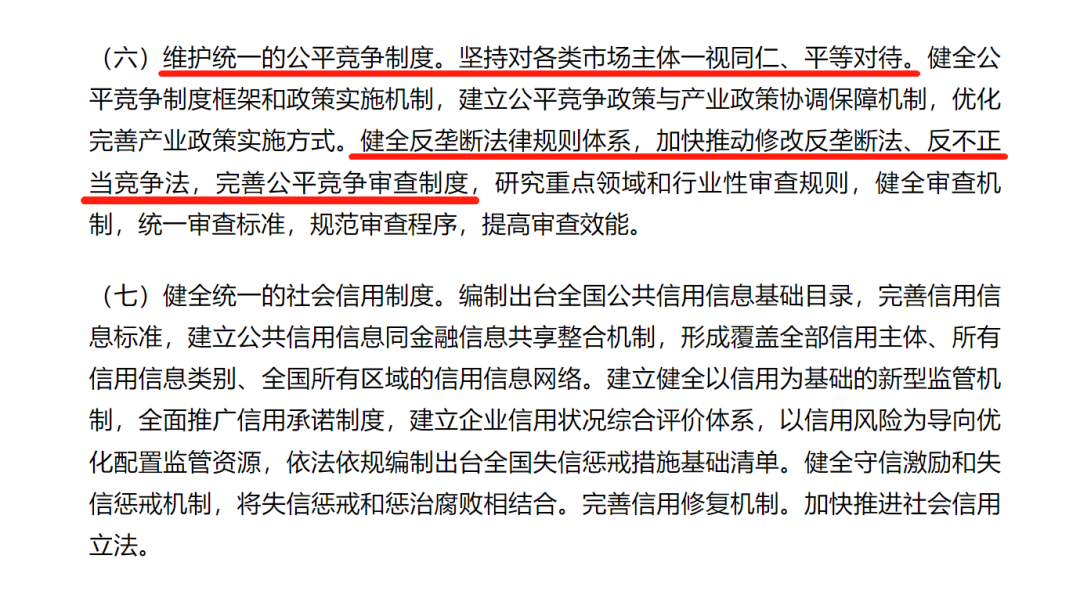 （六）维护统一的公平竞争制度。坚持对各类市场主体一视同仁、平等对待。健全公
平竞争制度框架和政策实施机制，建立公平竞争政策与产业政策协调保障机制，优化
完善产业政策实施方式。健全反垄断法律规则体系，加快推动修改反垄断法、反不正
当竞争法，完善公平竞争审查制度，研究重点领域和行业性审查规则，健全审查机
制，统一审查标准，规范审查程序，提高审查效能。
（七）健全统一的社会信用制度。编制出台全国公共信用信息基础目录，完善信用信
息标准，建立公共信用信息同金融信息共享整合机制，形成覆盖全部信用主体、所有
信用信息类别、全国所有区域的信用信息网络。建立健全以信用为基础的新型监管机
制，全面推广信用承诺制度，建立企业信用状况综合评价体系，以信用风险为导向优
化配置监管资源，依法依规编制出台全国失信惩戒措施基础清单。健全守信激励和失
信惩戒机制，将失信惩戒和惩治腐败相结合。完善信用修复机制。加快推进社会信用
立法。